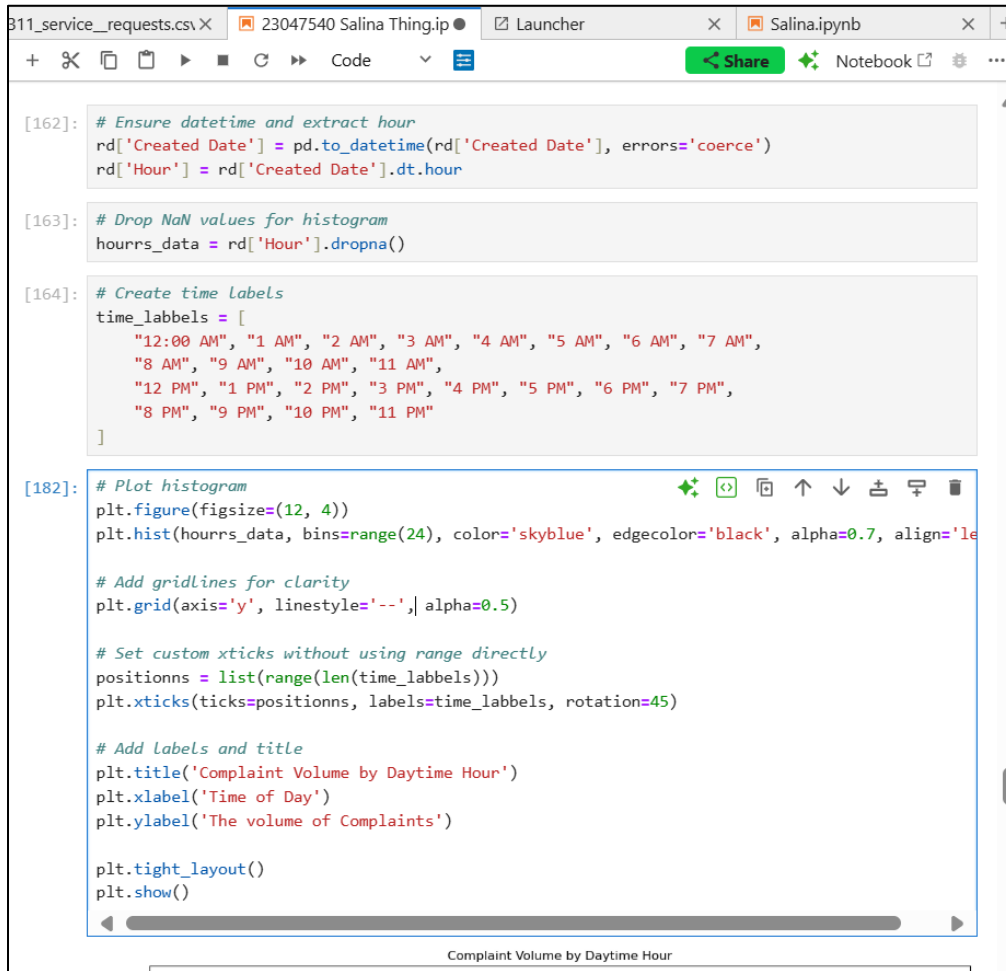 311_service__requests.csv
23047540 Salina Thing.ip
Launcher
Salina.ipynb
Code
Share
Notebook
[162]:
# Ensure datetime and extract hour
rd['Created Date'] = pd.to_datetime(rd['Created Date'], errors='coerce')
rd['Hour'] = rd['Created Date'].dt.hour
[163]:
# Drop NaN values for histogram
hourrs_data = rd['Hour'].dropna()
[164]:
# Create time labels
time_labbels = [
    "12:00 AM", "1 AM", "2 AM", "3 AM", "4 AM", "5 AM", "6 AM", "7 AM",
    "8 AM", "9 AM", "10 AM", "11 AM",
    "12 PM", "1 PM", "2 PM", "3 PM", "4 PM", "5 PM", "6 PM", "7 PM",
    "8 PM", "9 PM", "10 PM", "11 PM"
]
[182]:
# Plot histogram
plt.figure(figsize=(12, 4))
plt.hist(hourrs_data, bins=range(24), color='skyblue', edgecolor='black', alpha=0.7, align='le
# Add gridlines for clarity
plt.grid(axis='y', linestyle='--', alpha=0.5)
# Set custom xticks without using range directly
positionns = list(range(len(time_labbels)))
plt.xticks(ticks=positionns, labels=time_labbels, rotation=45)
# Add labels and title
plt.title('Complaint Volume by Daytime Hour')
plt.xlabel('Time of Day')
plt.ylabel('The volume of Complaints')
plt.tight_layout()
plt.show()
Complaint Volume by Daytime Hour